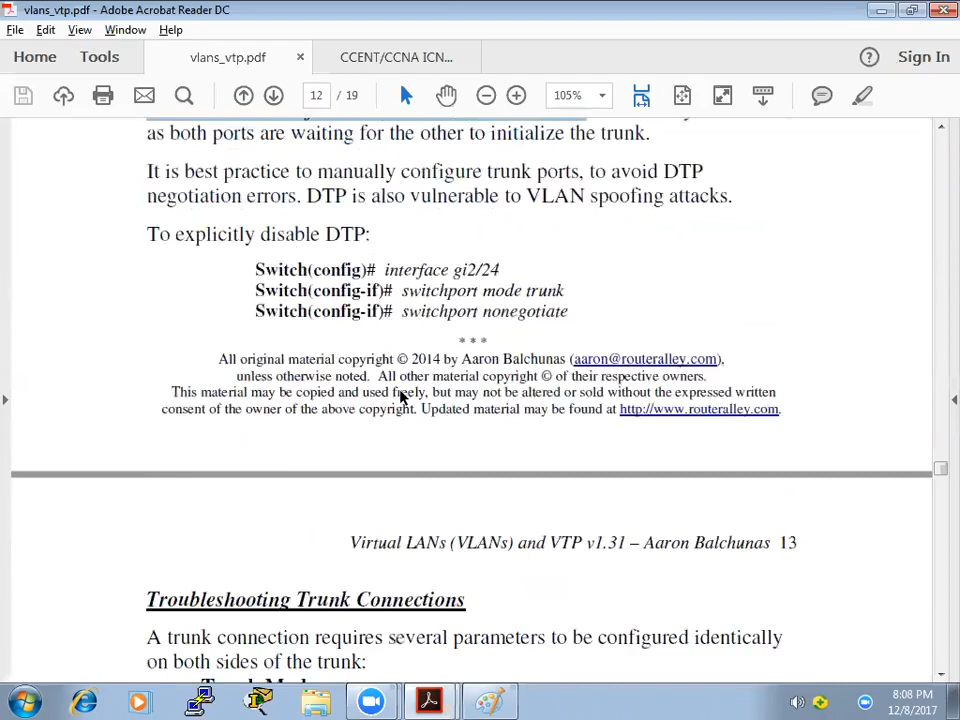 vlans_vtp.pdf - Adobe Acrobat Reader DC
File Edit View Window Help
Home Tools vlans_vtp.pdf × CCENT/CCNA ICN... ? Sign In
12 / 19 105%
as both ports are waiting for the other to initialize the trunk.
It is best practice to manually configure trunk ports, to avoid DTP
negotiation errors. DTP is also vulnerable to VLAN spoofing attacks.
To explicitly disable DTP:
Switch(config)# interface gi2/24
Switch(config-if)# switchport mode trunk
Switch(config-if)# switchport nonegotiate
* * *
All original material copyright © 2014 by Aaron Balchunas (aaron@routeralley.com),
unless otherwise noted. All other material copyright © of their respective owners.
This material may be copied and used freely, but may not be altered or sold without the expressed written
consent of the owner of the above copyright. Updated material may be found at http://www.routeralley.com.
Virtual LANs (VLANs) and VTP v1.31 – Aaron Balchunas 13
Troubleshooting Trunk Connections
A trunk connection requires several parameters to be configured identically
on both sides of the trunk:
8:08 PM
12/8/2017